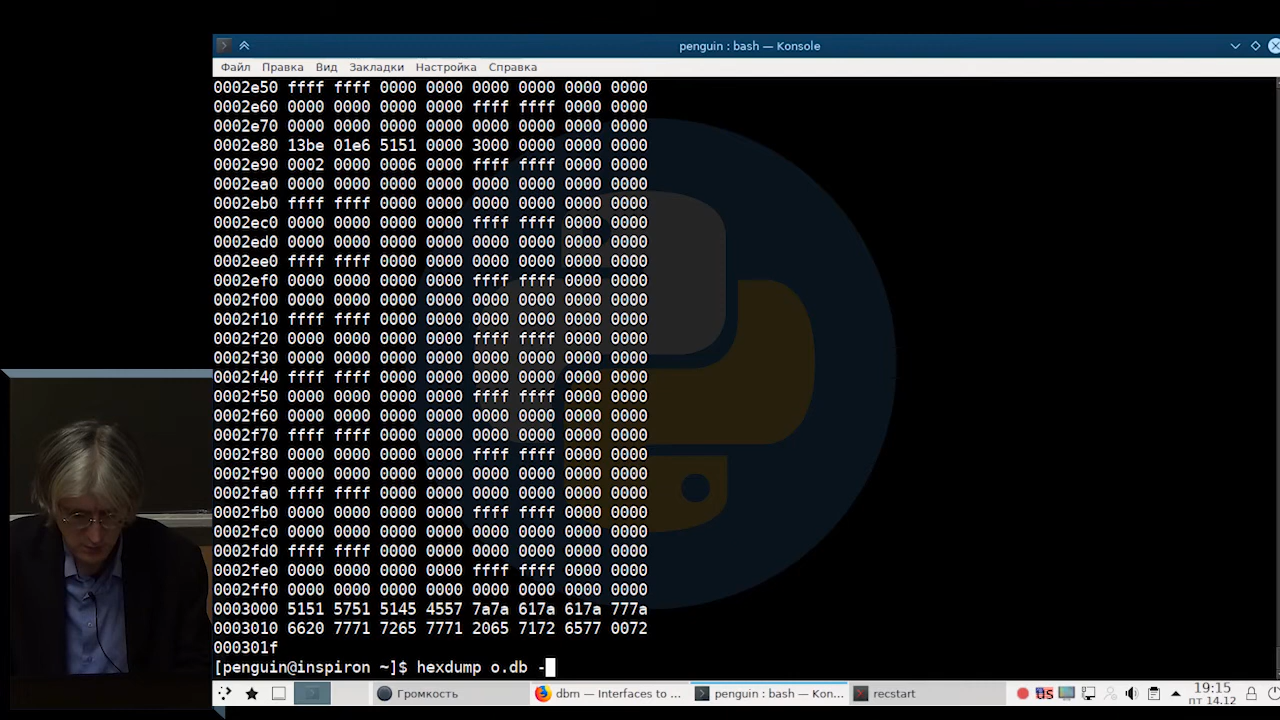 penguin : bash — Konsole
Файл Правка Вид Закладки Настройка Справка
0002e50 ffff ffff 0000 0000 0000 0000 0000 0000
0002e60 0000 0000 0000 0000 ffff ffff 0000 0000
0002e70 0000 0000 0000 0000 0000 0000 0000 0000
0002e80 13be 01e6 5151 0000 3000 0000 0000 0000
0002e90 0002 0000 0006 0000 ffff ffff 0000 0000
0002ea0 0000 0000 0000 0000 0000 0000 0000 0000
0002eb0 ffff ffff 0000 0000 0000 0000 0000 0000
0002ec0 0000 0000 0000 0000 ffff ffff 0000 0000
0002ed0 0000 0000 0000 0000 0000 0000 0000 0000
0002ee0 ffff ffff 0000 0000 0000 0000 0000 0000
0002ef0 0000 0000 0000 0000 ffff ffff 0000 0000
0002f00 0000 0000 0000 0000 0000 0000 0000 0000
0002f10 ffff ffff 0000 0000 0000 0000 0000 0000
0002f20 0000 0000 0000 0000 ffff ffff 0000 0000
0002f30 0000 0000 0000 0000 0000 0000 0000 0000
0002f40 ffff ffff 0000 0000 0000 0000 0000 0000
0002f50 0000 0000 0000 0000 ffff ffff 0000 0000
0002f60 0000 0000 0000 0000 0000 0000 0000 0000
0002f70 ffff ffff 0000 0000 0000 0000 0000 0000
0002f80 0000 0000 0000 0000 ffff ffff 0000 0000
0002f90 0000 0000 0000 0000 0000 0000 0000 0000
0002fa0 ffff ffff 0000 0000 0000 0000 0000 0000
0002fb0 0000 0000 0000 0000 ffff ffff 0000 0000
0002fc0 0000 0000 0000 0000 0000 0000 0000 0000
0002fd0 ffff ffff 0000 0000 0000 0000 0000 0000
0002fe0 0000 0000 0000 0000 ffff ffff 0000 0000
0002ff0 0000 0000 0000 0000 0000 0000 0000 0000
0003000 5151 5751 5145 4557 7a7a 617a 617a 777a
0003010 6620 7771 7265 7771 2065 7172 6577 0072
000301f
[penguin@inspiron ~]$ hexdump o.db -
Громкость dbm — Interfaces to ... penguin : bash — Kon... recstart us 19:15
пт 14.12